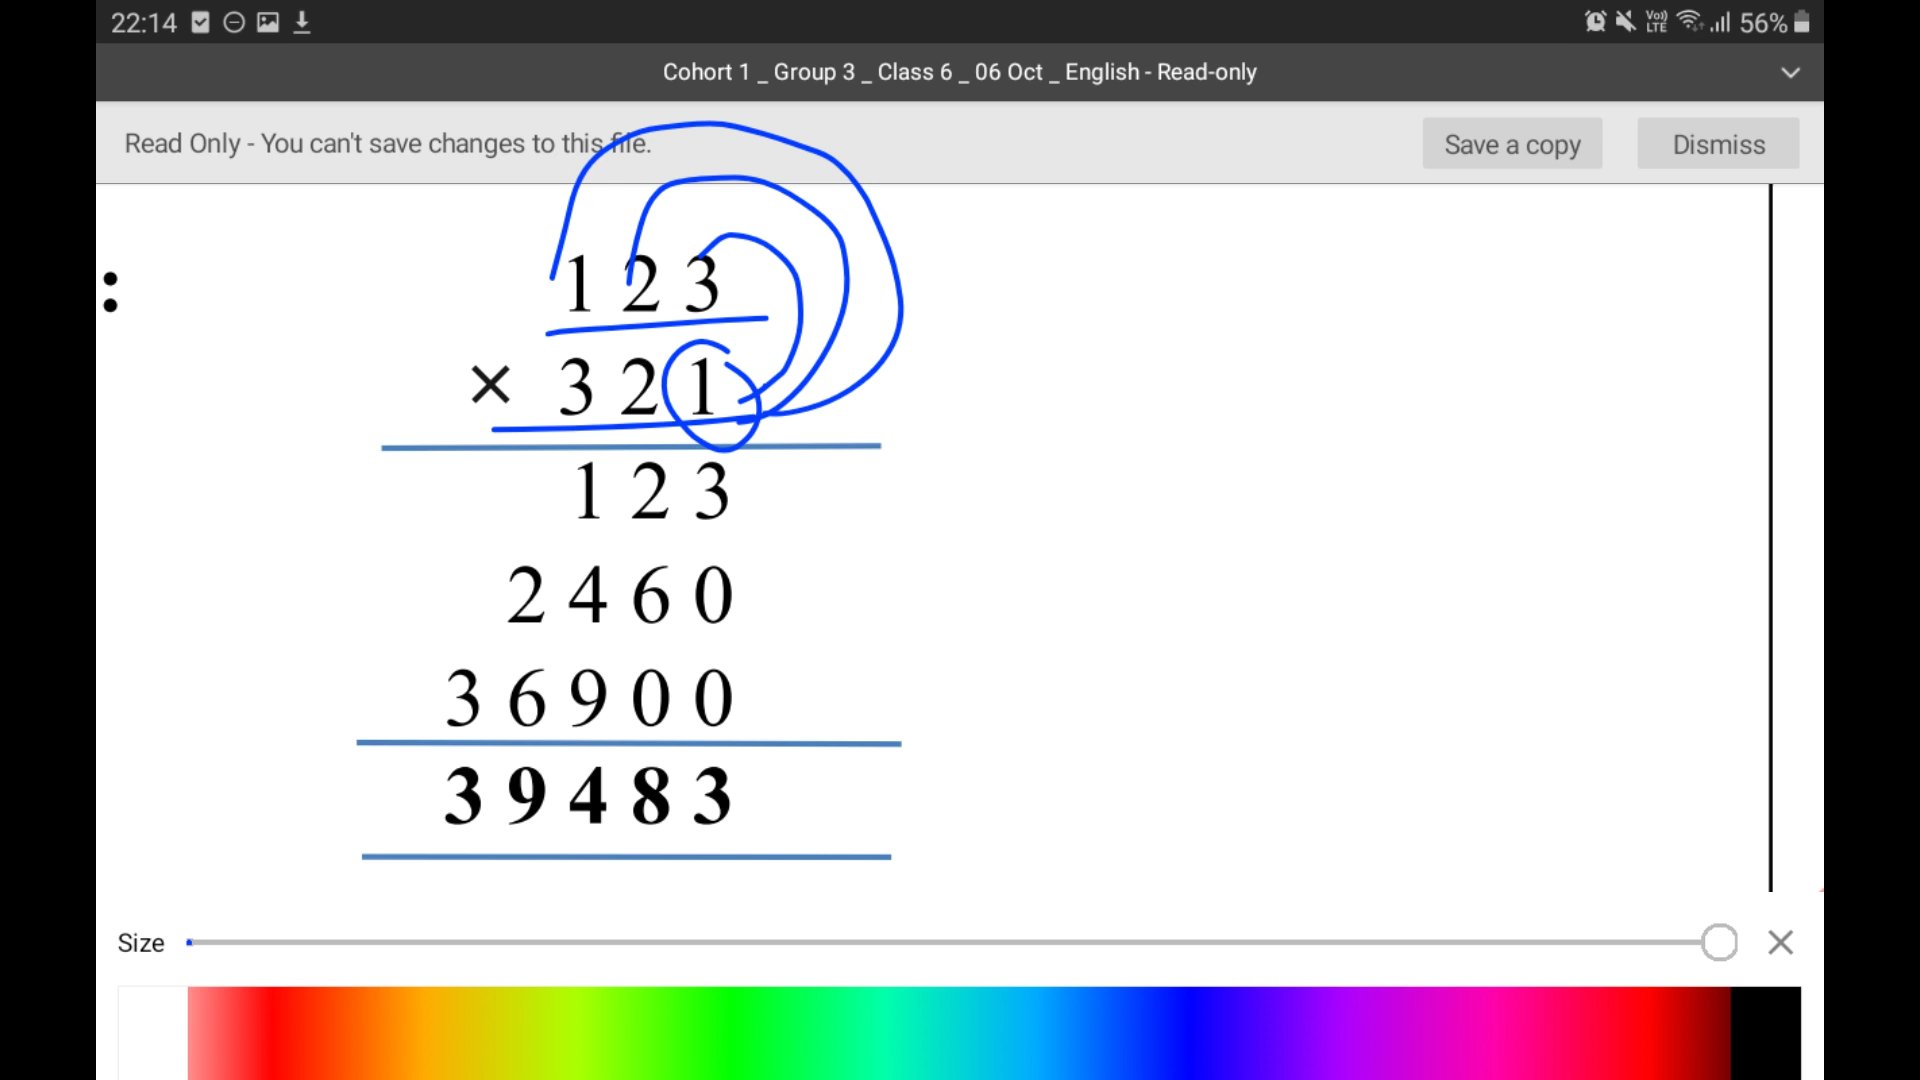 22:14 Vo)) LTE 56%
Cohort 1 _ Group 3 _ Class 6 _ 06 Oct _ English - Read-only
Read Only - You can't save changes to this file. Save a copy Dismiss
1 2 3
:
× 3 2 1
1 2 3
2 4 6 0
3 6 9 0 0
3 9 4 8 3
Size